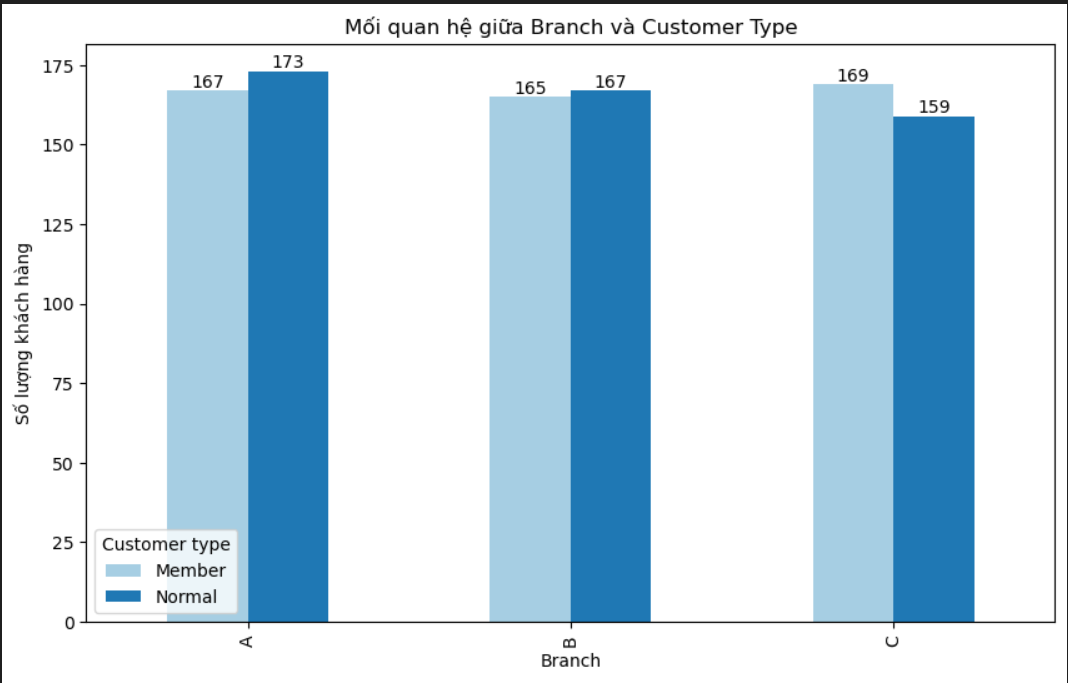 Mối quan hệ giữa Branch và Customer Type
Số lượng khách hàng
175
150
125
100
75
50
25
0
167
173
165
167
169
159
Customer type
Member
Normal
A
B
C
Branch